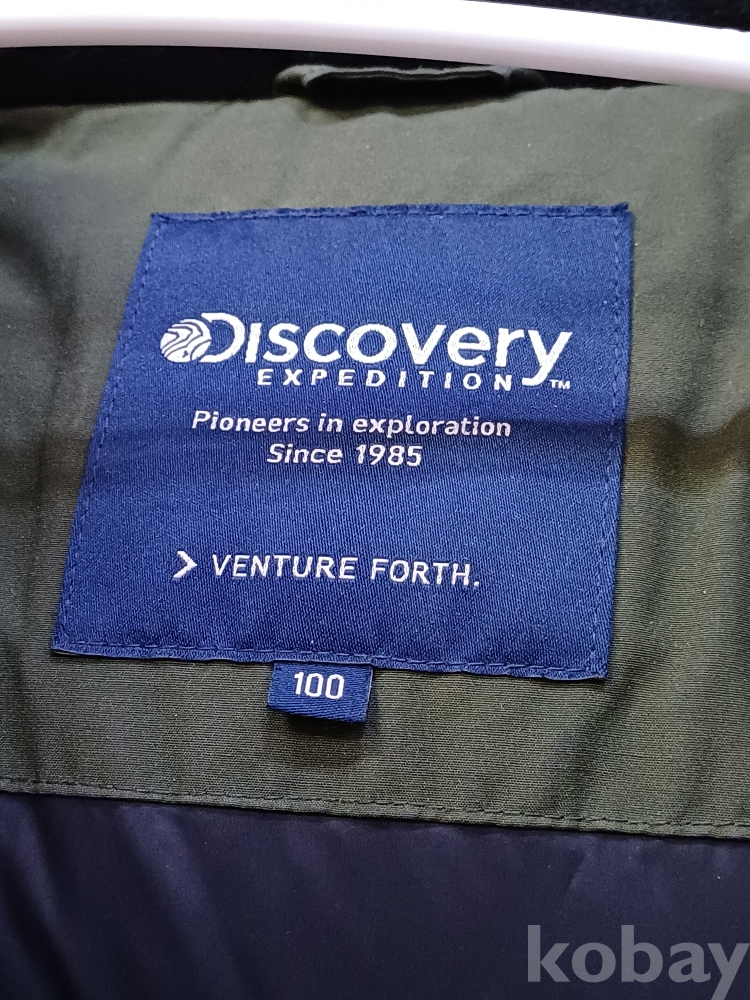 Discovery
EXPEDITION™
Pioneers in exploration
Since 1985
> VENTURE FORTH.
100
kobay